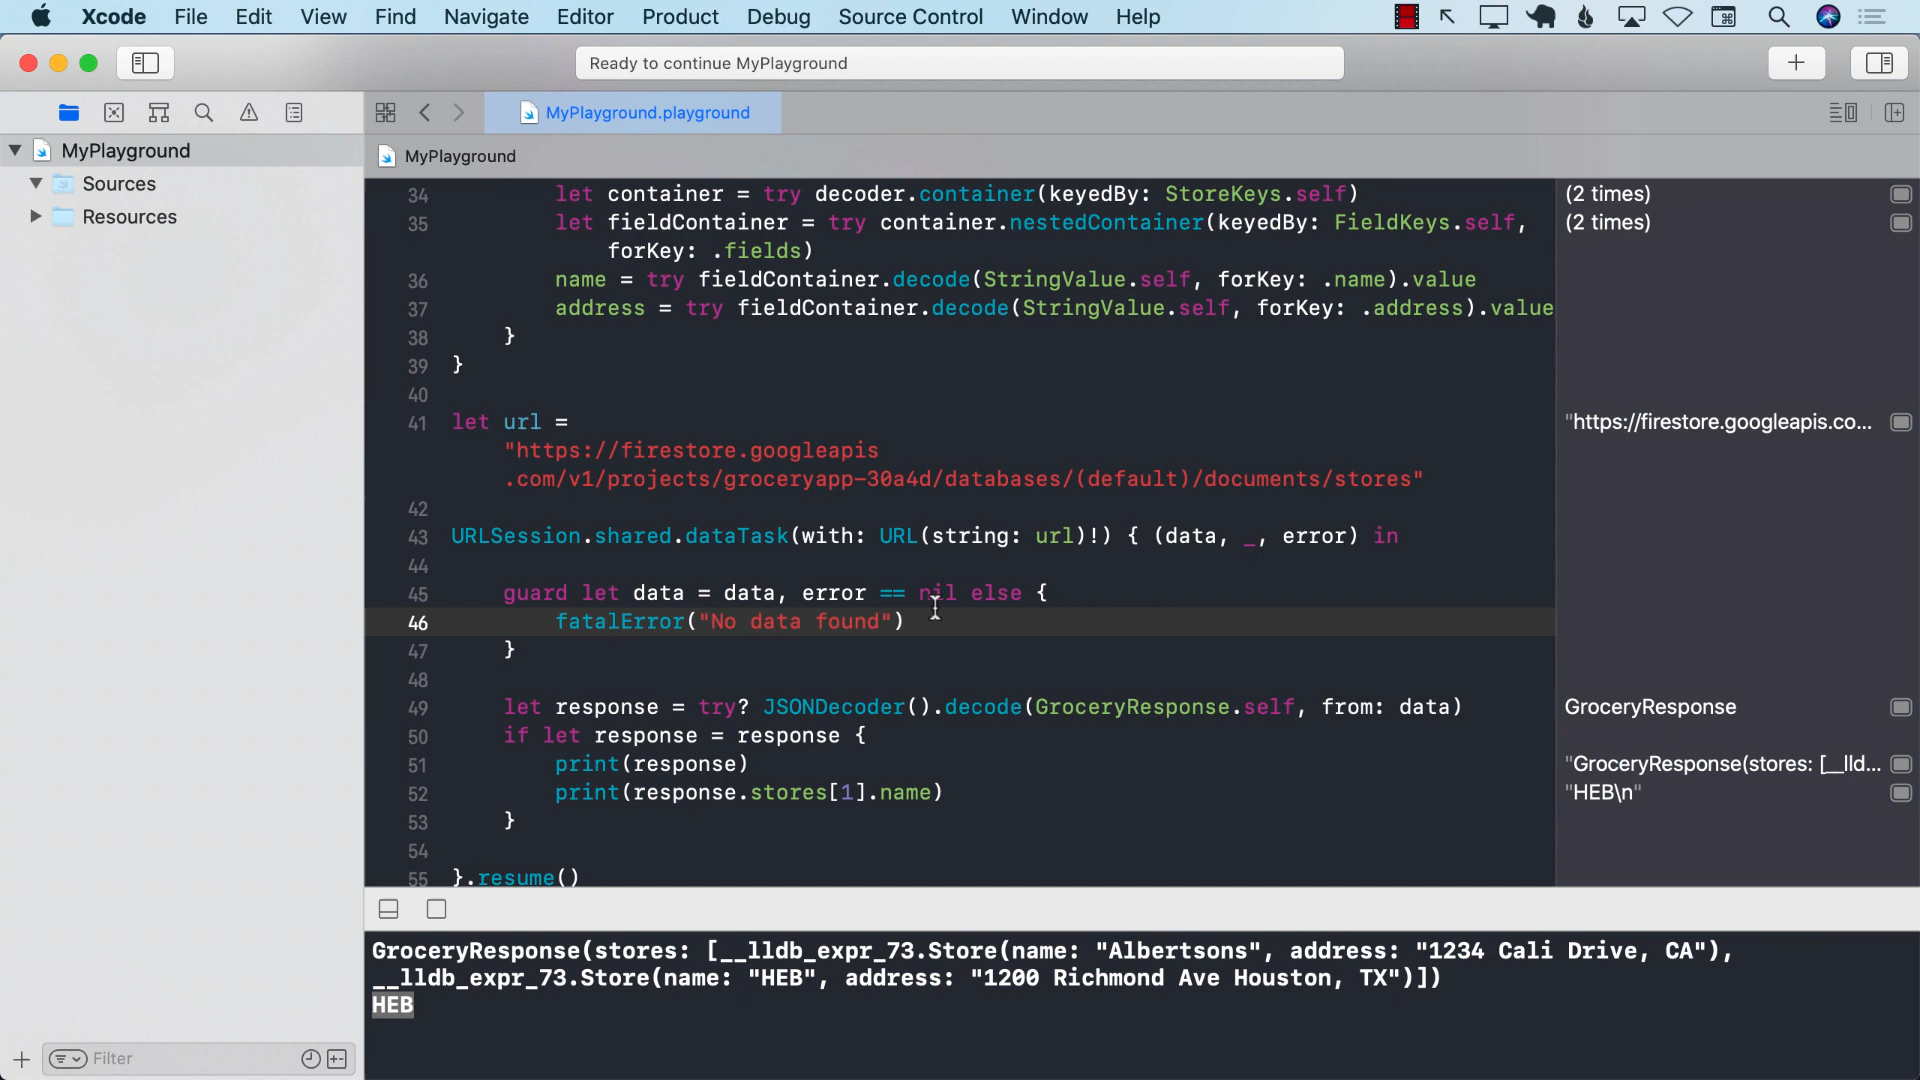 Xcode File Edit View Find Navigate Editor Product Debug Source Control Window Help
Ready to continue MyPlayground
MyPlayground.playground
MyPlayground
Sources
Resources
MyPlayground
34 let container = try decoder.container(keyedBy: StoreKeys.self) (2 times)
35 let fieldContainer = try container.nestedContainer(keyedBy: FieldKeys.self, (2 times)
forKey: .fields)
36 name = try fieldContainer.decode(StringValue.self, forKey: .name).value
37 address = try fieldContainer.decode(StringValue.self, forKey: .address).value
38 }
39 }
40
41 let url = "https://firestore.googleapis.co...
"https://firestore.googleapis
.com/v1/projects/groceryapp-30a4d/databases/(default)/documents/stores"
42
43 URLSession.shared.dataTask(with: URL(string: url)!) { (data, _, error) in
44
45 guard let data = data, error == nil else {
46 fatalError("No data found")
47 }
48
49 let response = try? JSONDecoder().decode(GroceryResponse.self, from: data) GroceryResponse
50 if let response = response {
51 print(response) "GroceryResponse(stores: [__lld...
52 print(response.stores[1].name) "HEB\n"
53 }
54
55 }.resume()
GroceryResponse(stores: [__lldb_expr_73.Store(name: "Albertsons", address: "1234 Cali Drive, CA"),
__lldb_expr_73.Store(name: "HEB", address: "1200 Richmond Ave Houston, TX")])
HEB
Filter